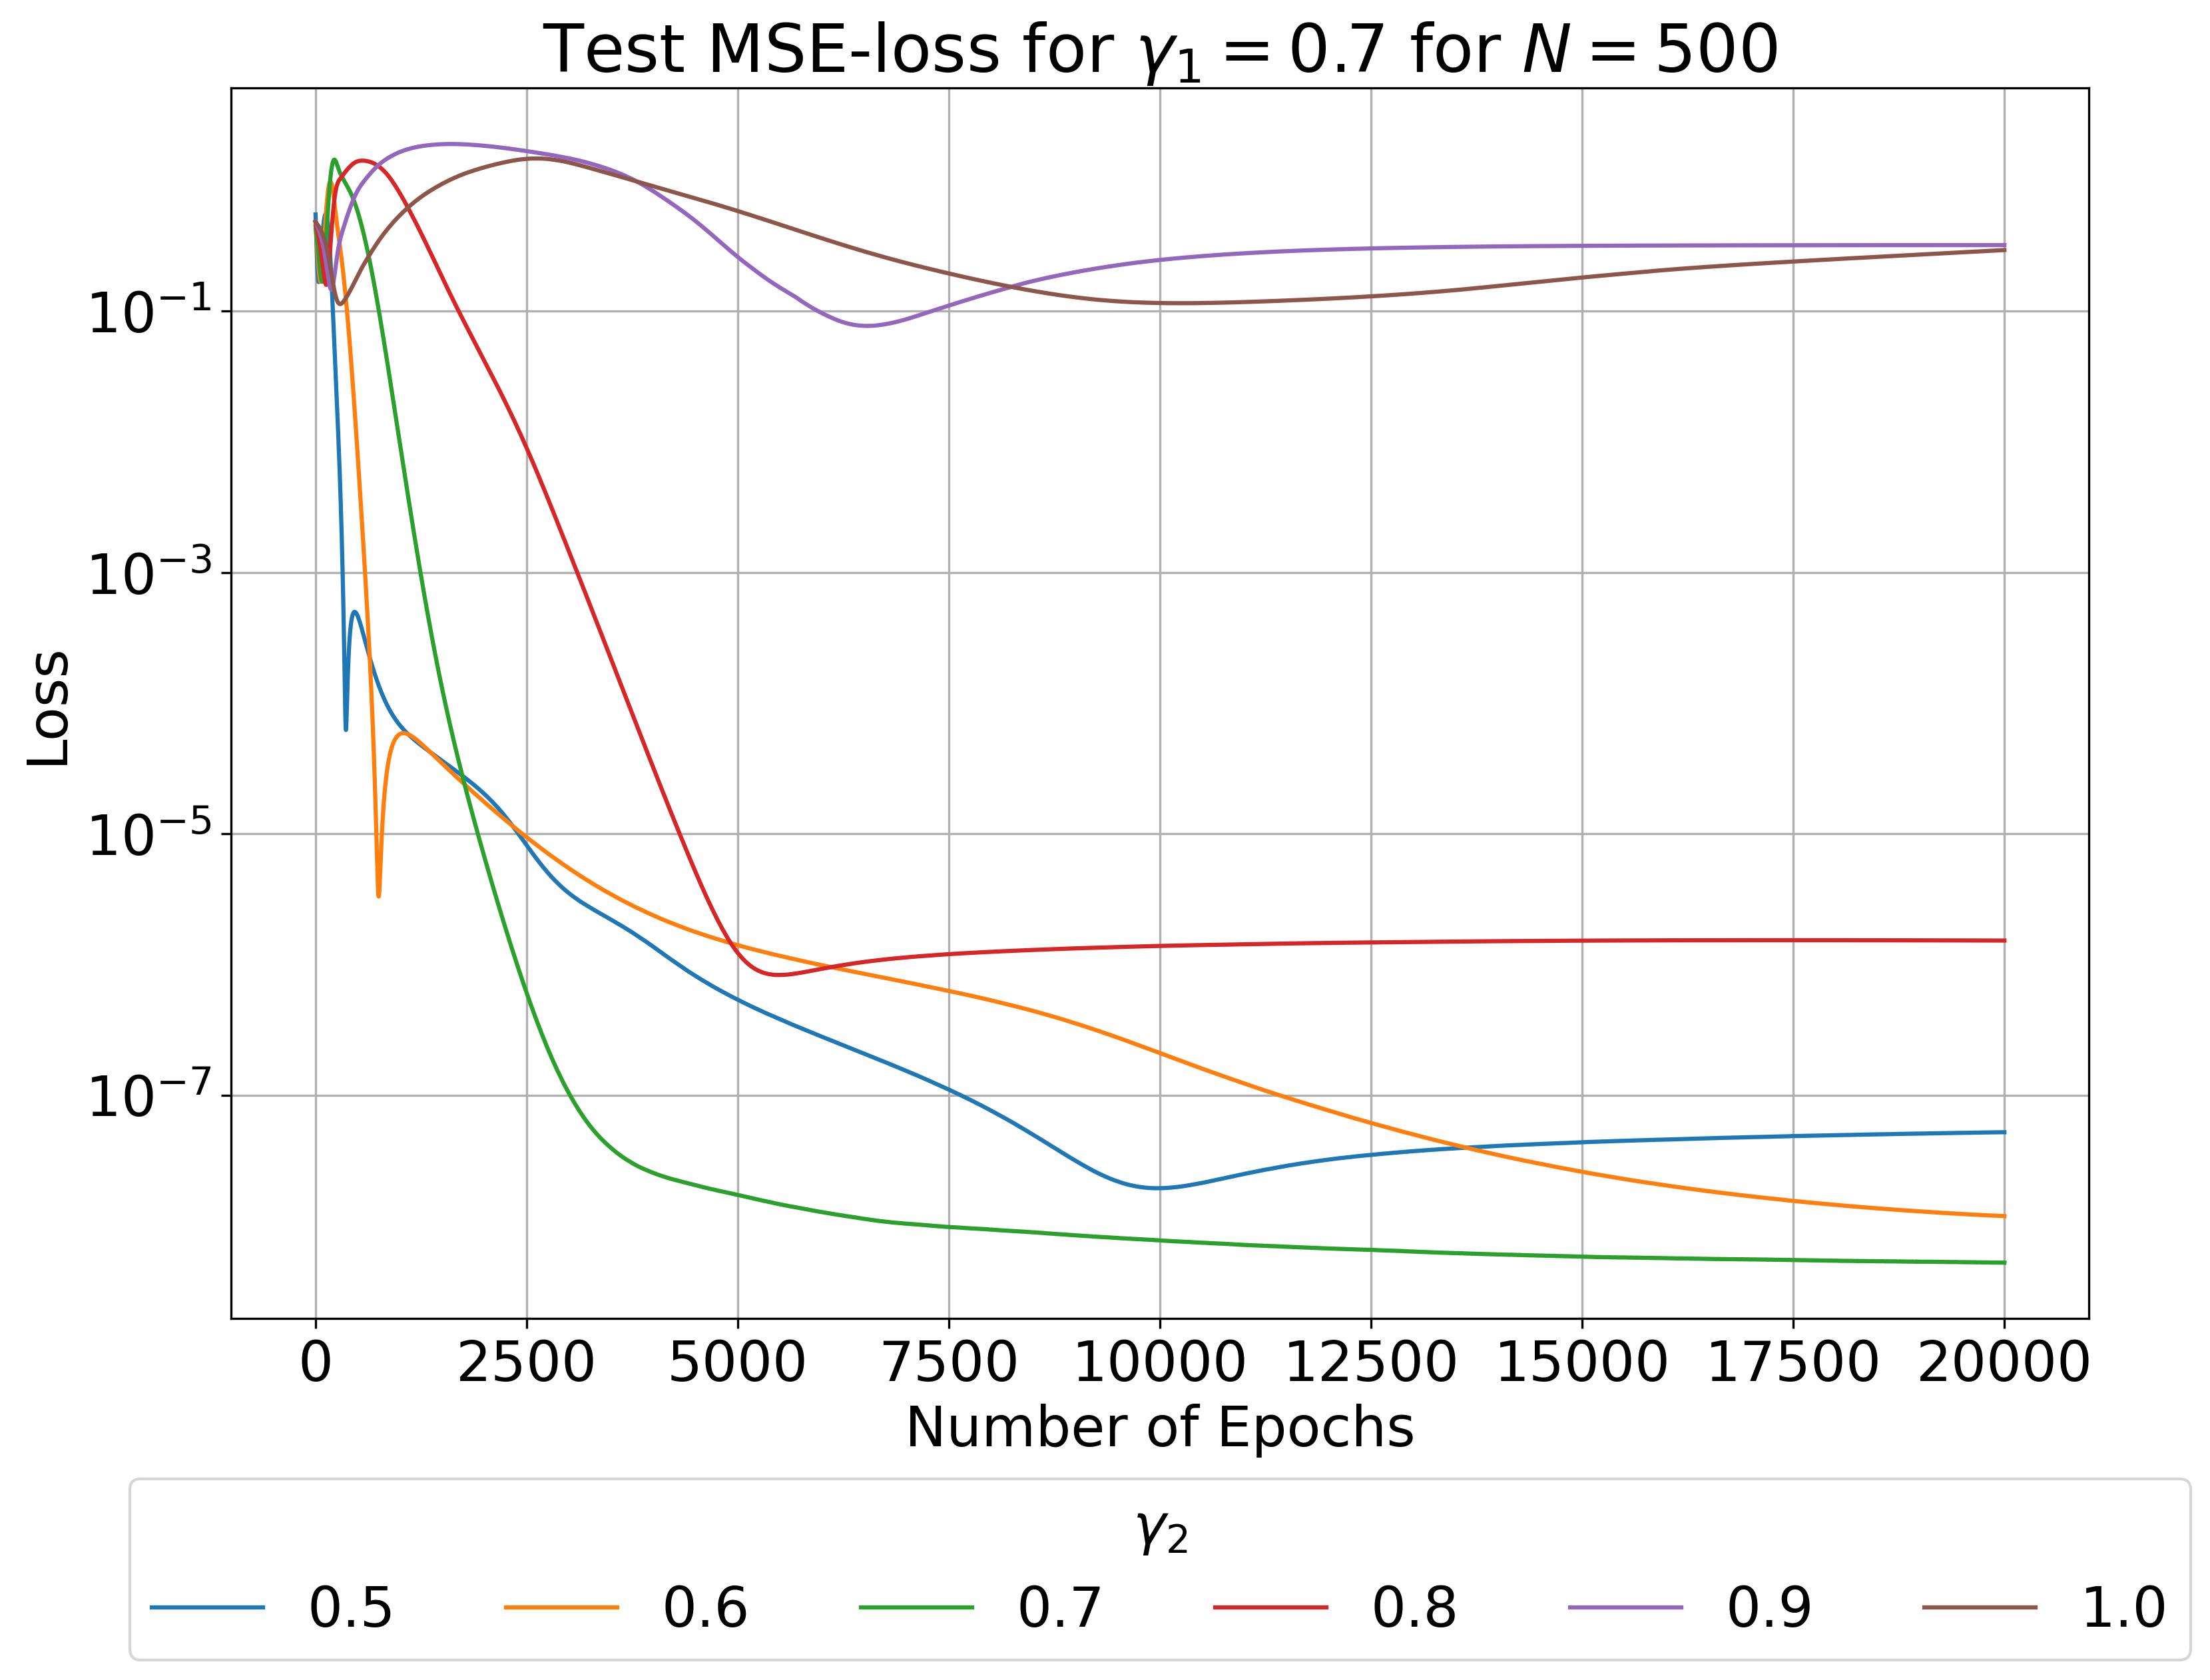 Test MSE-loss for γ₁ = 0.7 for N = 500
Loss
10⁻¹
10⁻³
10⁻⁵
10⁻⁷
0 2500 5000 7500 10000 12500 15000 17500 20000
Number of Epochs
γ₂
0.5 0.6 0.7 0.8 0.9 1.0